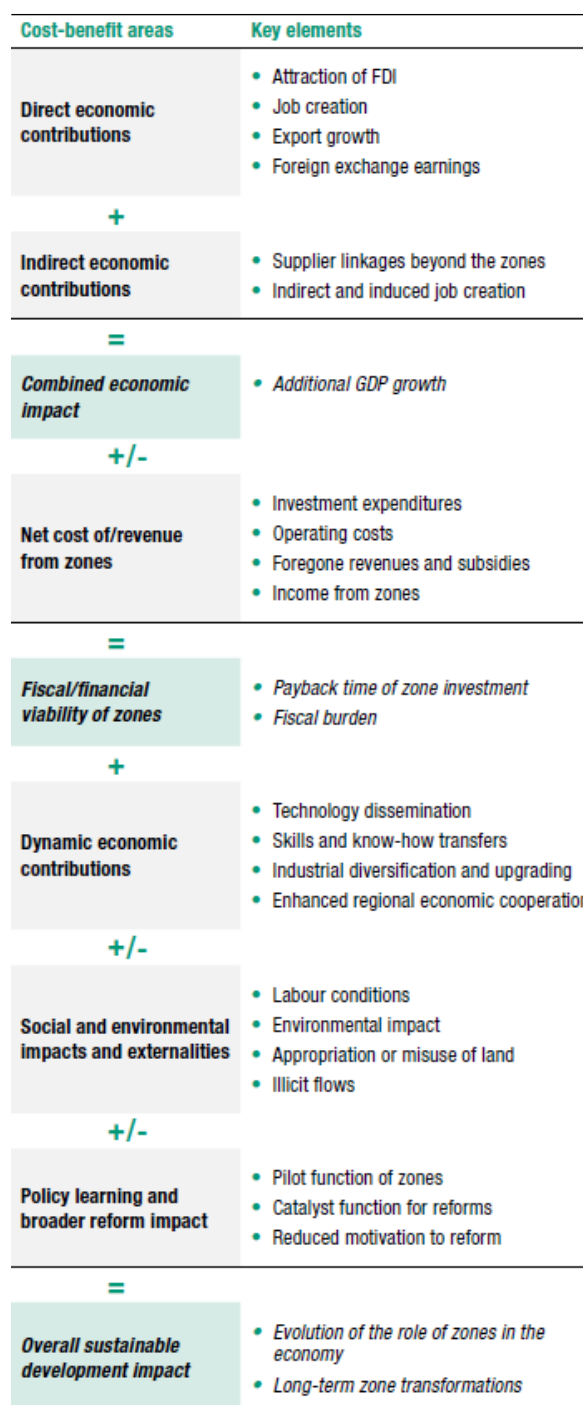 Cost-benefit areas Key elements
Direct economic
contributions
• Attraction of FDI
• Job creation
• Export growth
• Foreign exchange earnings
+
Indirect economic
contributions
• Supplier linkages beyond the zones
• Indirect and induced job creation
=
Combined economic
impact
• Additional GDP growth
+/-
Net cost of/revenue
from zones
• Investment expenditures
• Operating costs
• Foregone revenues and subsidies
• Income from zones
=
Fiscal/financial
viability of zones
• Payback time of zone investment
• Fiscal burden
+
Dynamic economic
contributions
• Technology dissemination
• Skills and know-how transfers
• Industrial diversification and upgrading
• Enhanced regional economic cooperation
+/-
Social and environmental
impacts and externalities
• Labour conditions
• Environmental impact
• Appropriation or misuse of land
• Illicit flows
+/-
Policy learning and
broader reform impact
• Pilot function of zones
• Catalyst function for reforms
• Reduced motivation to reform
=
Overall sustainable
development impact
• Evolution of the role of zones in the
economy
• Long-term zone transformations